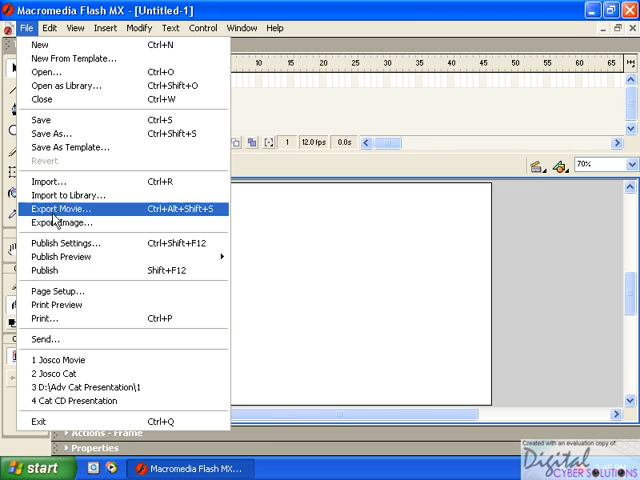 Macromedia Flash MX - [Untitled-1]
File Edit View Insert Modify Text Control Window Help
New Ctrl+N
New From Template...
Open... Ctrl+O
Open as Library... Ctrl+Shift+O
Close Ctrl+W
Save Ctrl+S
Save As... Ctrl+Shift+S
Save As Template...
Revert
Import... Ctrl+R
Import to Library...
Export Movie... Ctrl+Alt+Shift+S
Export Image...
Publish Settings... Ctrl+Shift+F12
Publish Preview
Publish Shift+F12
Page Setup...
Print Preview
Print... Ctrl+P
Send...
1 Josco Movie
2 Josco Cat
3 D:\Adv Cat Presentation\1
4 Cat CD Presentation
Exit Ctrl+Q
10 15 20 25 30 35 40 45 50 55 60 65
1 12.0 fps 0.0s
70%
Actions - Frame
Properties
start
Macromedia Flash MX...
Created with an evaluation copy of
Digital
CYBER SOLUTIONS